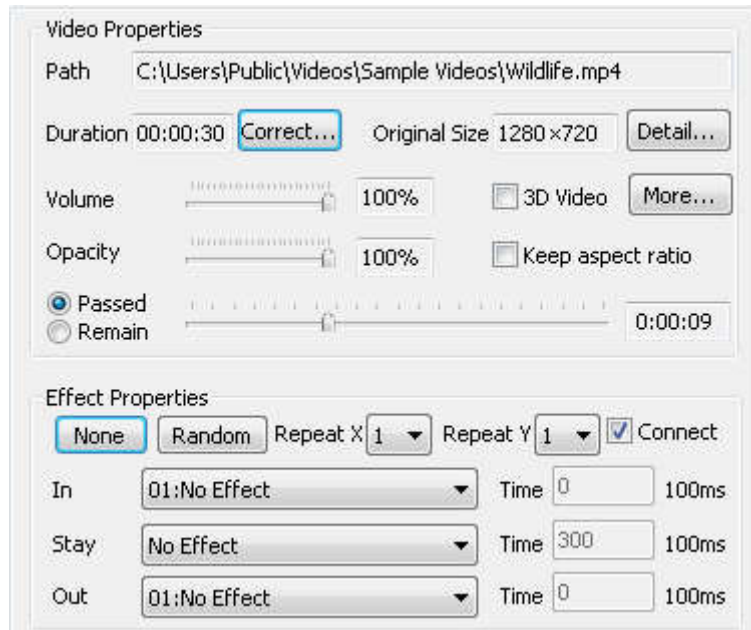 Video Properties
Path C:\Users\Public\Videos\Sample Videos\Wildlife.mp4
Duration 00:00:30 Correct... Original Size 1280×720 Detail...
Volume 100% 3D Video More...
Opacity 100% Keep aspect ratio
Passed
Remain 0:00:09
Effect Properties
None Random Repeat X 1 Repeat Y 1 Connect
In 01:No Effect Time 0 100ms
Stay No Effect Time 300 100ms
Out 01:No Effect Time 0 100ms